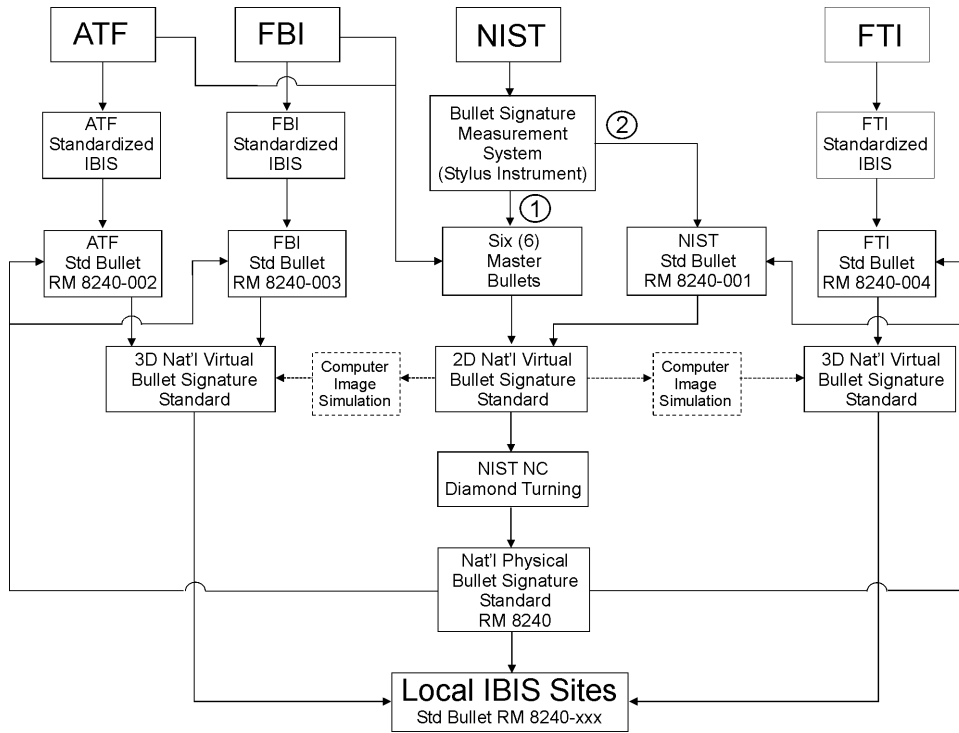 ATF
FBI
NIST
FTI
ATF
Standardized
IBIS
FBI
Standardized
IBIS
Bullet Signature
Measurement
System
(Stylus Instrument)
2
FTI
Standardized
IBIS
1
ATF
Std Bullet
RM 8240-002
FBI
Std Bullet
RM 8240-003
Six (6)
Master
Bullets
NIST
Std Bullet
RM 8240-001
FTI
Std Bullet
RM 8240-004
3D Nat'l Virtual
Bullet Signature
Standard
Computer
Image
Simulation
2D Nat'l Virtual
Bullet Signature
Standard
Computer
Image
Simulation
3D Nat'l Virtual
Bullet Signature
Standard
NIST NC
Diamond Turning
Nat'l Physical
Bullet Signature
Standard
RM 8240
Local IBIS Sites
Std Bullet RM 8240-xxx